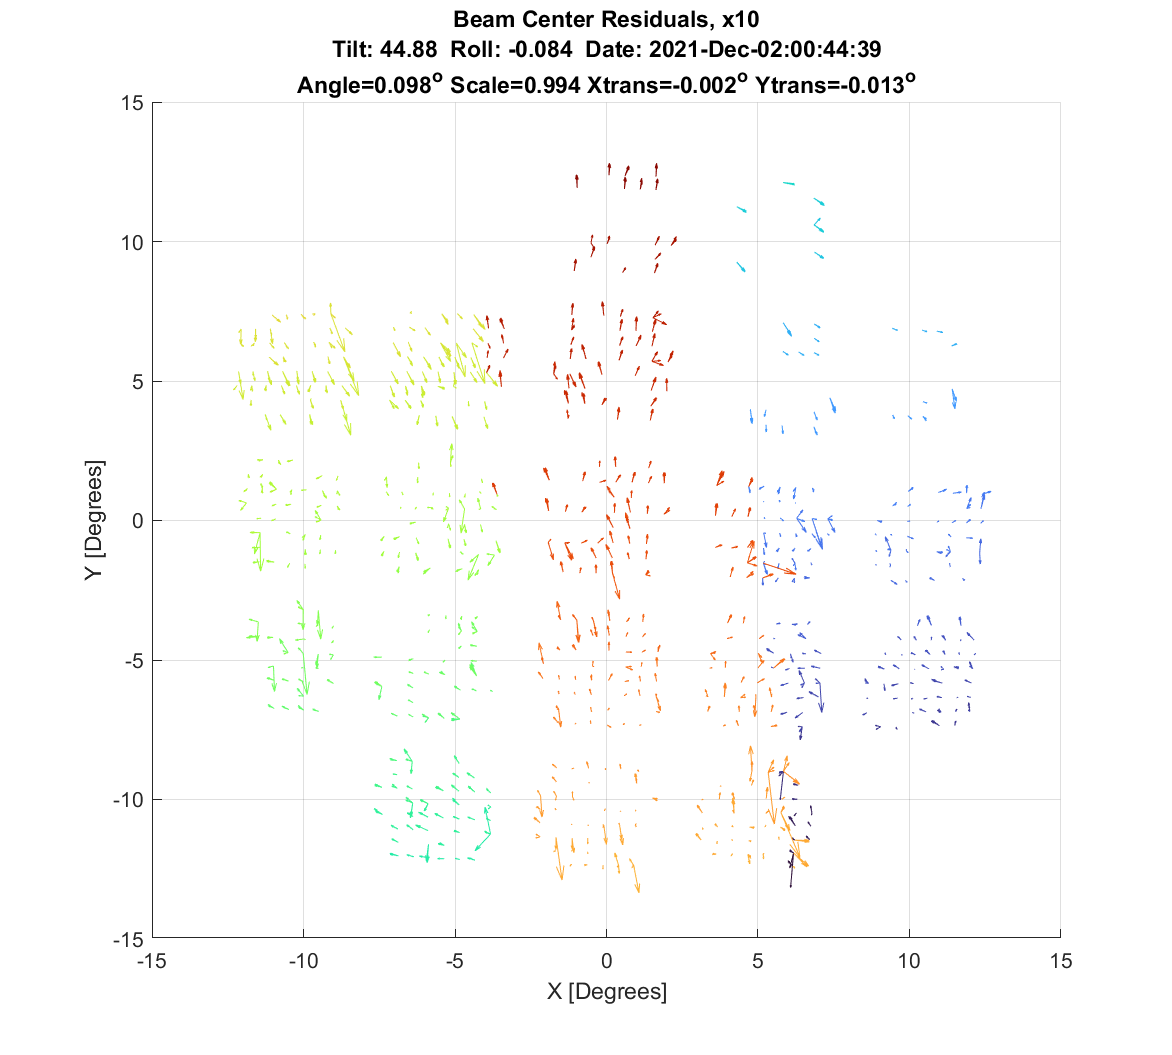 Beam Center Residuals, x10
Tilt: 44.88 Roll: -0.084 Date: 2021-Dec-02:00:44:39
Angle=0.098° Scale=0.994 Xtrans=-0.002° Ytrans=-0.013°
15
10
5
0
-5
-10
-15
Y [Degrees]
-15 -10 -5 0 5 10 15
X [Degrees]